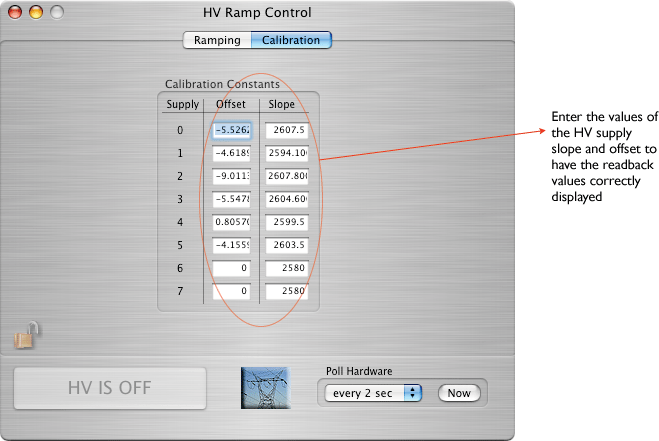 HV Ramp Control
Ramping Calibration
Calibration Constants
Supply Offset Slope
0 -5.5262 2607.5
1 -4.6189 2594.10
2 -9.0113 2607.800
3 -5.5478 2604.600
4 0.80570 2599.5
5 -4.1559 2603.5
6 0 2580
7 0 2580
Enter the values of
the HV supply
slope and offset to
have the readback
values correctly
displayed
HV IS OFF
Poll Hardware
every 2 sec Now